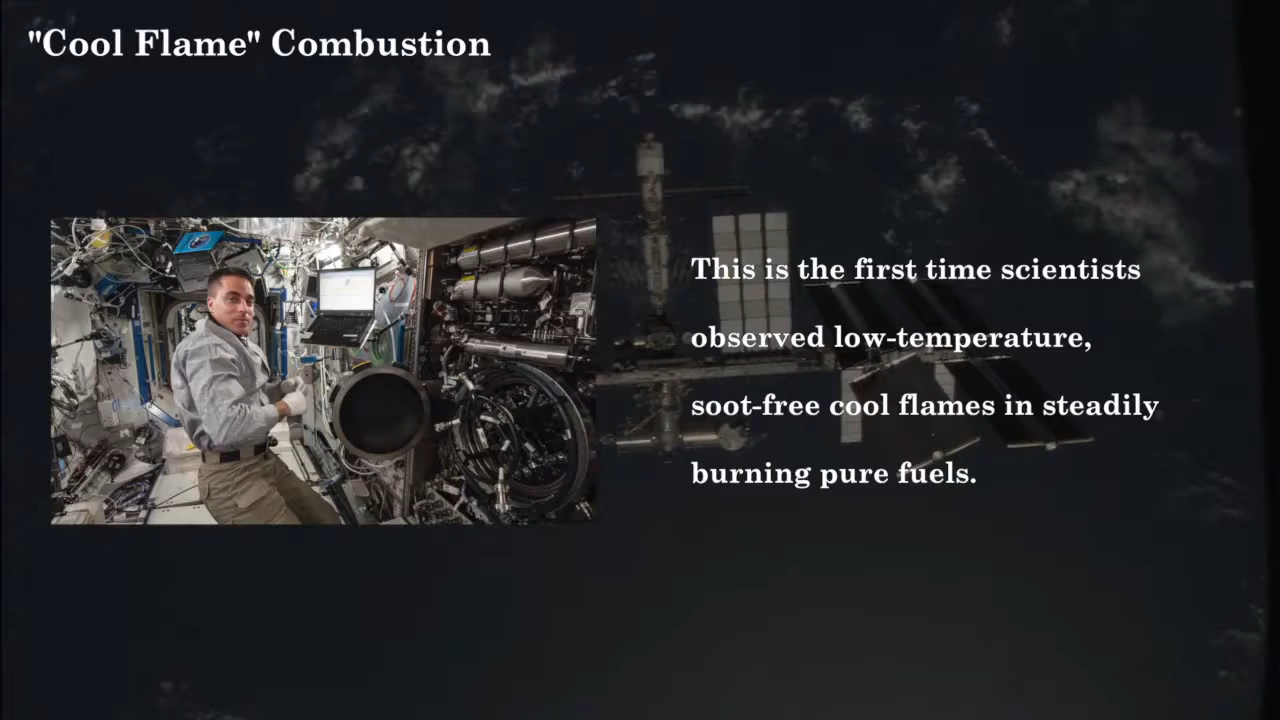 "Cool Flame" Combustion
This is the first time scientists
observed low-temperature,
soot-free cool flames in steadily
burning pure fuels.